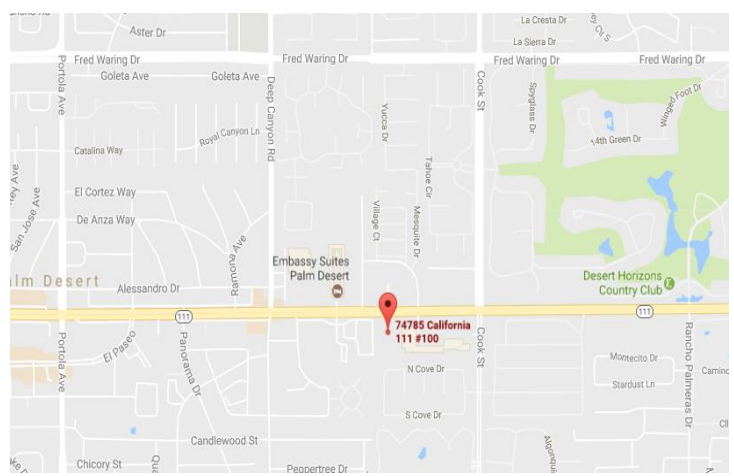 Aster Dr
La Cresta Dr
La Sierra Dr
Fred Waring Dr
Fred Waring Dr
Fred Waring Dr
Fred Waring Dr
Goleta Ave
Goleta Ave
Portola Ave
Deep Canyon Rd
Cook St
Spyglass Dr
Winged Foot Dr
14th Green Dr
Yucca Dr
Royal Canyon Ln
Catalina Way
Tahoe Cir
El Cortez Way
Village Ct
Mesquite Dr
De Anza Way
San Jose Ave
Ramona Ave
Embassy Suites
Palm Desert
Desert Horizons
Country Club
alm Desert
Alessandro Dr
111
111
74785 California
111 #100
El Paseo
Panorama Dr
Portola Ave
Cook St
Rancho Palmeras Dr
N Cove Dr
Montecito Dr
Stardust Ln
Camino
S Cove Dr
Candlewood St
Chicory St
Peppertree Dr
Algonqui